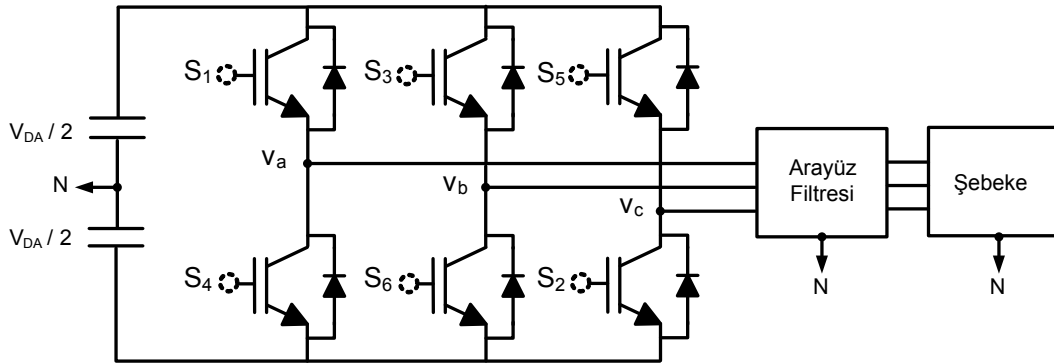 S1
S3
S5
VDA / 2
va
N
vb
vc
Arayüz
Filtresi
Şebeke
VDA / 2
S4
S6
S2
N
N